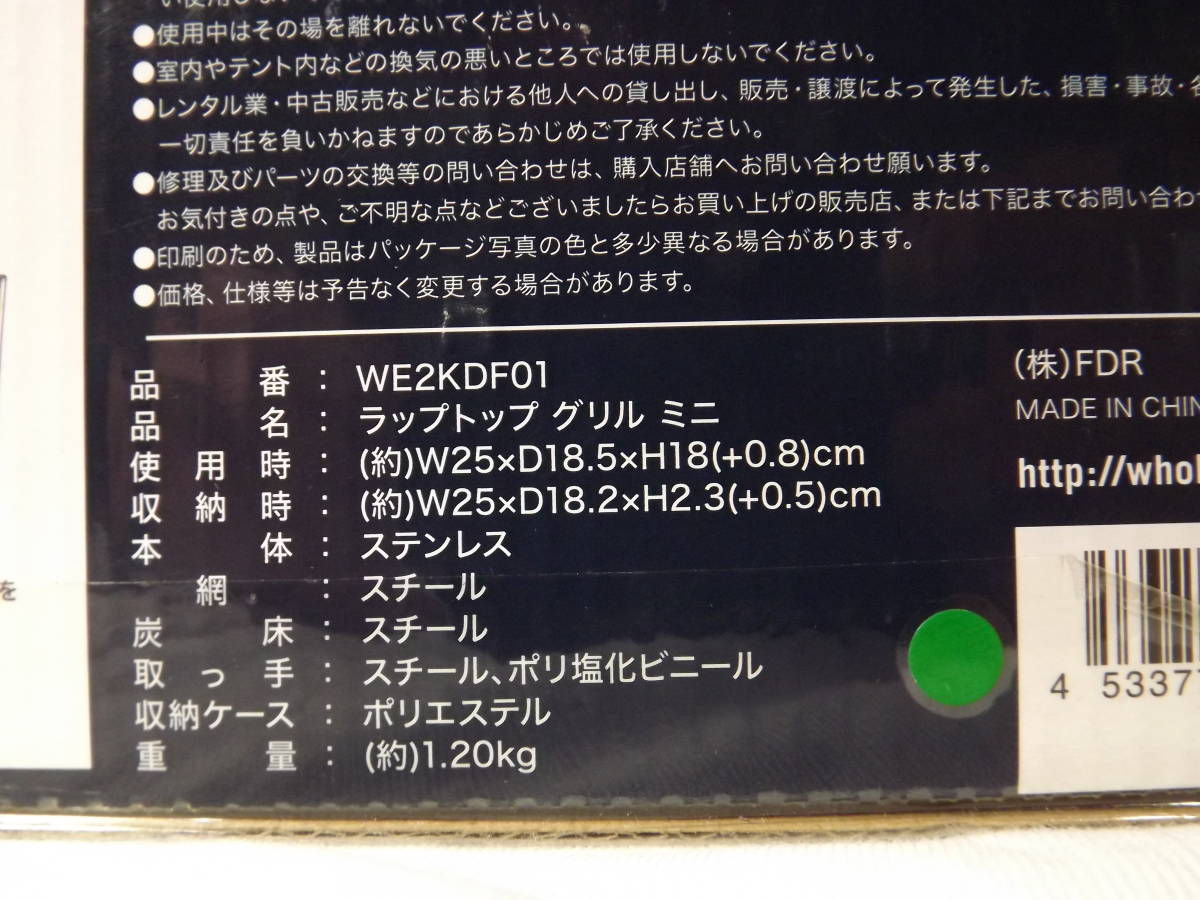 い使用しない
●使用中はその場を離れないでください。
●室内やテント内などの換気の悪いところでは使用しないでください。
●レンタル業・中古販売などにおける他人への貸し出し、販売・譲渡によって発生した、損害・事故・各
一切責任を負いかねますのであらかじめご了承ください。
●修理及びパーツの交換等の問い合わせは、購入店舗へお問い合わせ願います。
お気付きの点や、ご不明な点などございましたらお買い上げの販売店、または下記までお問い合わ
●印刷のため、製品はパッケージ写真の色と多少異なる場合があります。
●価格、仕様等は予告なく変更する場合があります。
品番：WE2KDF01
品名：ラップトップ グリル ミニ
使用時：(約)W25×D18.5×H18(+0.8)cm
収納時：(約)W25×D18.2×H2.3(+0.5)cm
本体：ステンレス
網：スチール
炭床：スチール
取っ手：スチール、ポリ塩化ビニール
収納ケース：ポリエステル
重量：(約)1.20kg
(株)FDR
MADE IN CHIN
http://whol
4 53377
を